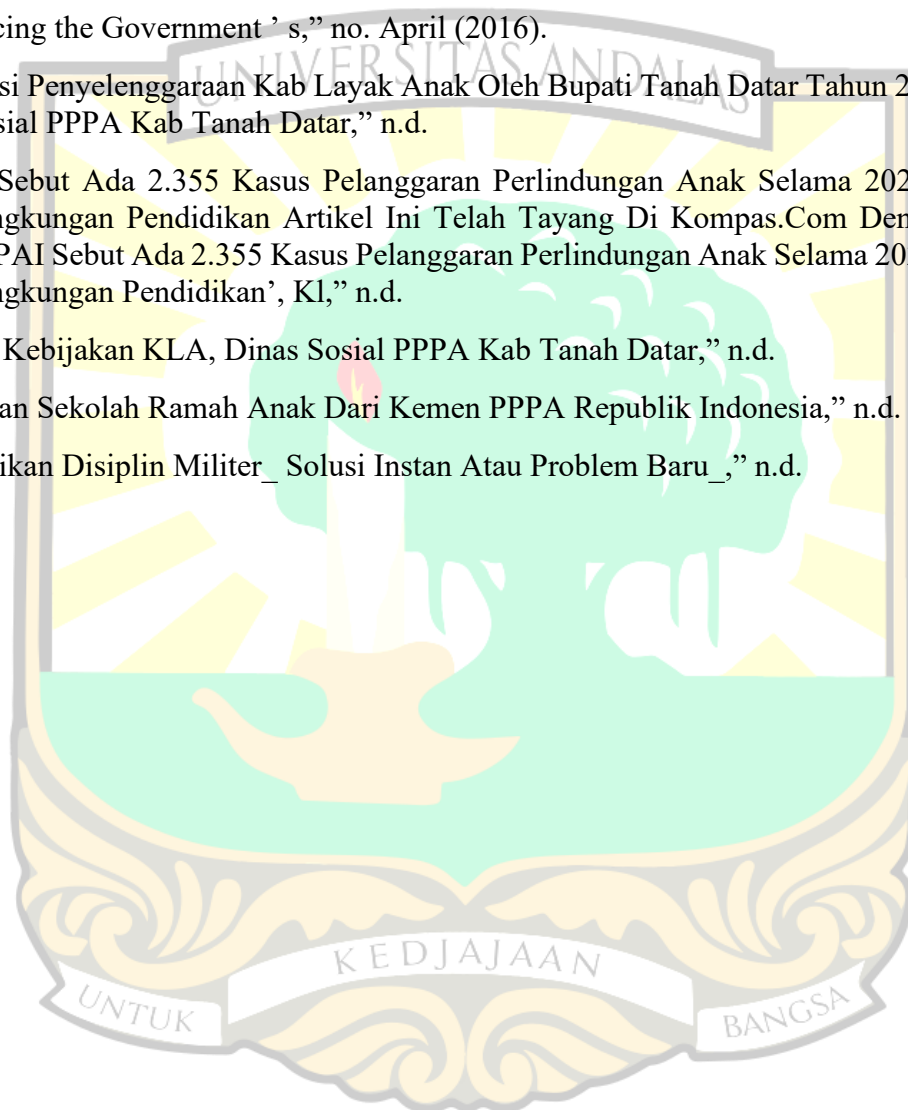 cing the Government ’ s,” no. April (2016).
UNIVERSITAS ANDALAS
si Penyelenggaraan Kab Layak Anak Oleh Bupati Tanah Datar Tahun 2
sial PPPA Kab Tanah Datar,” n.d.
Sebut Ada 2.355 Kasus Pelanggaran Perlindungan Anak Selama 202
ngkungan Pendidikan Artikel Ini Telah Tayang Di Kompas.Com Den
PAI Sebut Ada 2.355 Kasus Pelanggaran Perlindungan Anak Selama 20
ngkungan Pendidikan’, Kl,” n.d.
Kebijakan KLA, Dinas Sosial PPPA Kab Tanah Datar,” n.d.
an Sekolah Ramah Anak Dari Kemen PPPA Republik Indonesia,” n.d.
ikan Disiplin Militer_ Solusi Instan Atau Problem Baru_,” n.d.
UNTUK KEDJAJAAN BANGSA